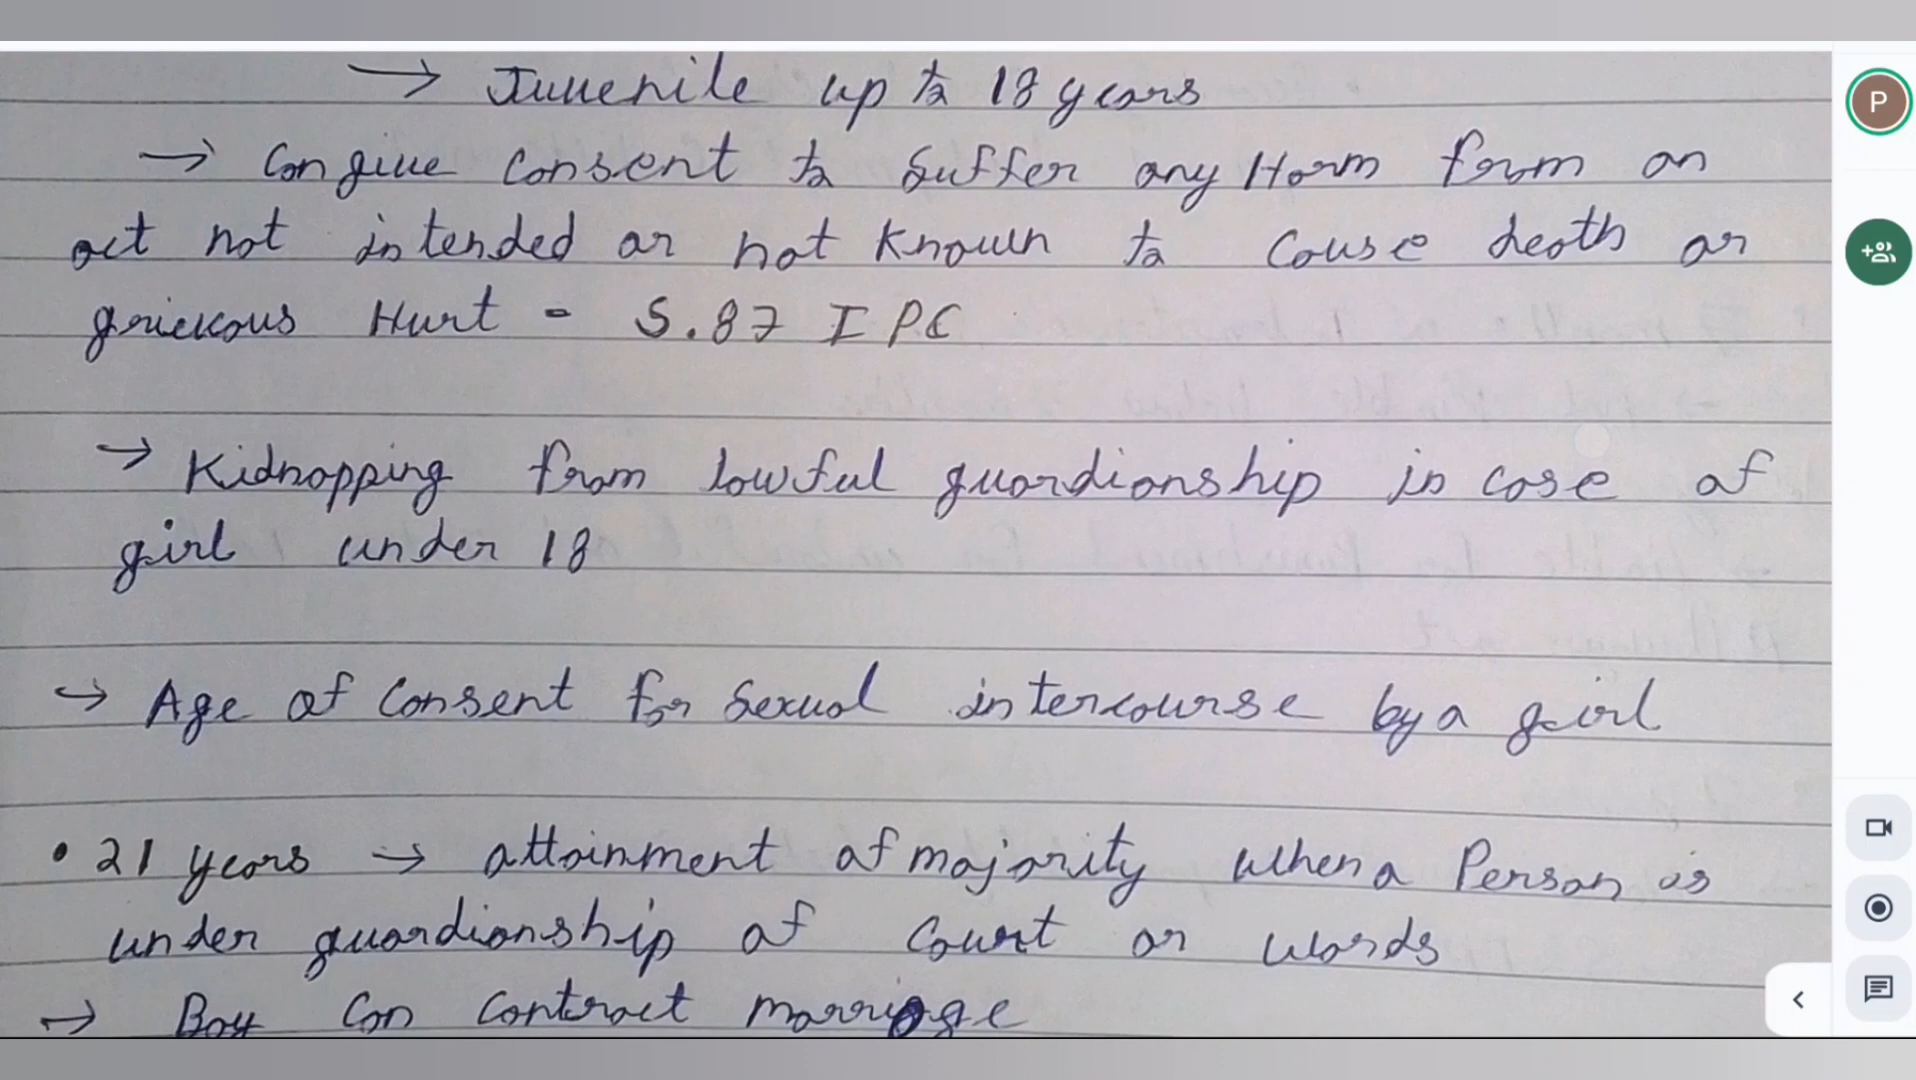 → Juvenile up to 18 years
→ Can give consent to suffer any Harm from an
act not intended or not known to cause death or
grievous Hurt - S.87 IPC
→ Kidnapping from lawful guardianship in case of
girl under 18
→ Age of consent for sexual intercourse by a girl
• 21 years → attainment of majority when a Person is
under guardianship of court or wards
→ Boy can contract marriage
P